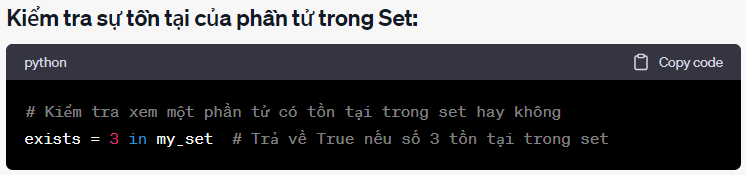 Kiểm tra sự tồn tại của phần tử trong Set:
python
Copy code
# Kiểm tra xem một phần tử có tồn tại trong set hay không
exists = 3 in my_set  # Trả về True nếu số 3 tồn tại trong set